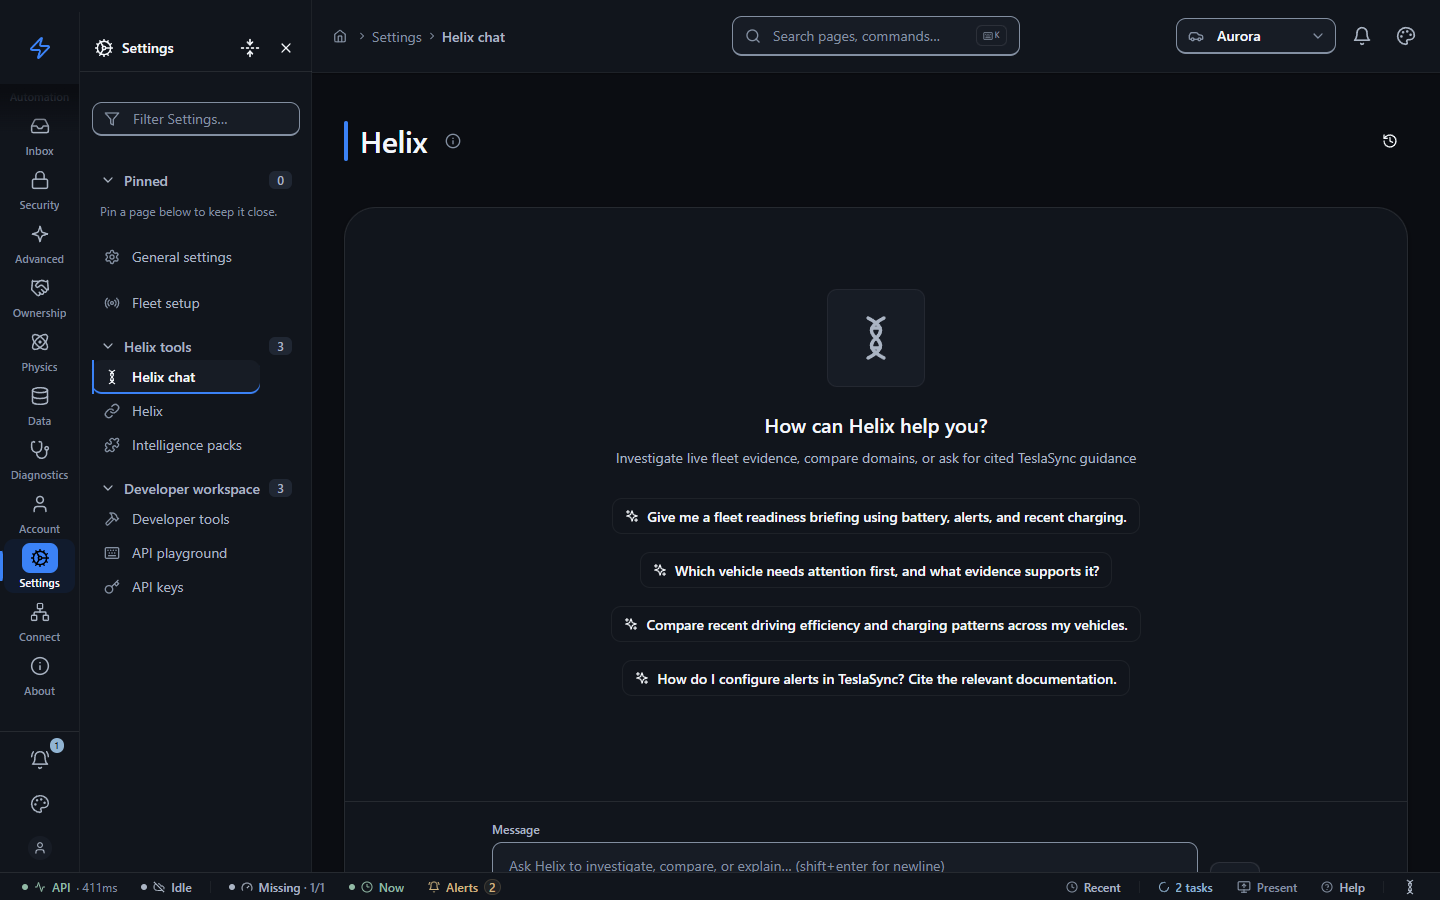 Settings
Settings
Helix chat
Search pages, commands...
K
Aurora
Automation
Inbox
Security
Advanced
Ownership
Physics
Data
Diagnostics
Account
Settings
Connect
About
1
Filter Settings...
Pinned
0
Pin a page below to keep it close.
General settings
Fleet setup
Helix tools
3
Helix chat
Helix
Intelligence packs
Developer workspace
3
Developer tools
API playground
API keys
Helix
How can Helix help you?
Investigate live fleet evidence, compare domains, or ask for cited TeslaSync guidance
Give me a fleet readiness briefing using battery, alerts, and recent charging.
Which vehicle needs attention first, and what evidence supports it?
Compare recent driving efficiency and charging patterns across my vehicles.
How do I configure alerts in TeslaSync? Cite the relevant documentation.
Message
Ask Helix to investigate, compare, or explain... (shift+enter for newline)
API · 411ms
Idle
Missing · 1/1
Now
Alerts 2
Recent
2 tasks
Present
Help